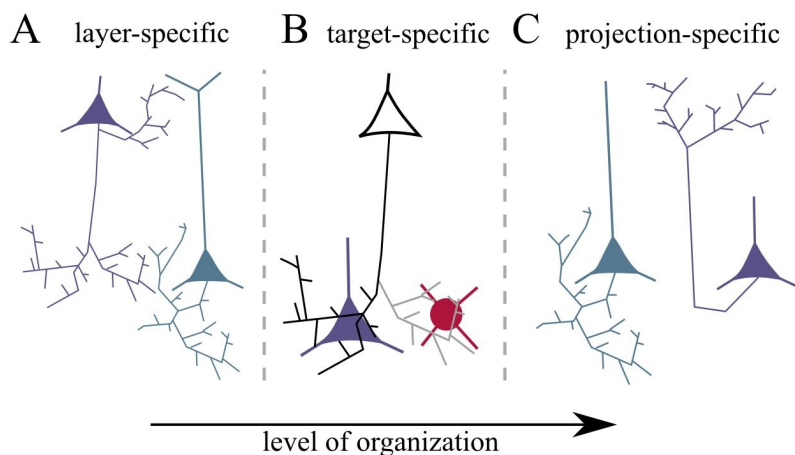 A layer-specific
B target-specific
C projection-specific
level of organization